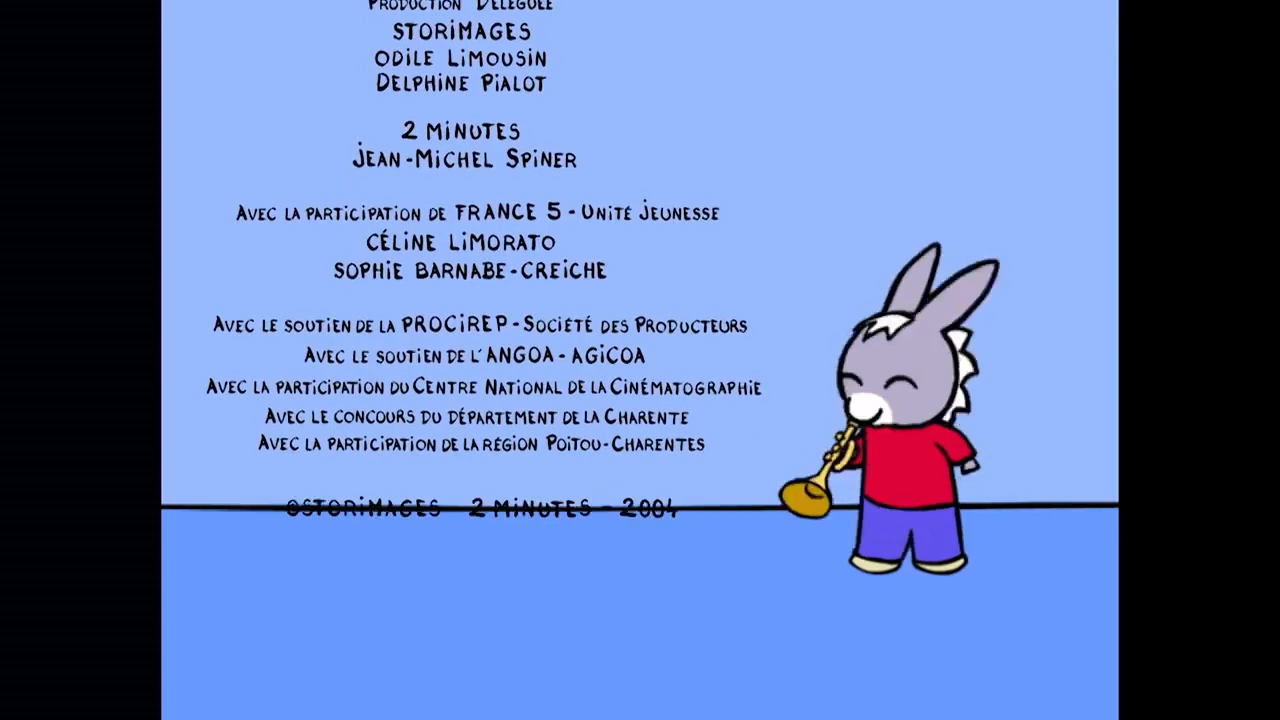 PRODUCTION DÉLÉGUÉE
STORIMAGES
ODILE LIMOUSIN
DELPHINE PIALOT
2 MINUTES
JEAN-MICHEL SPINER
AVEC LA PARTICIPATION DE FRANCE 5 - UNITÉ JEUNESSE
CÉLINE LIMORATO
SOPHIE BARNABE-CREICHE
AVEC LE SOUTIEN DE LA PROCIREP - SOCIÉTÉ DES PRODUCTEURS
AVEC LE SOUTIEN DE L'ANGOA - AGICOA
AVEC LA PARTICIPATION DU CENTRE NATIONAL DE LA CINÉMATOGRAPHIE
AVEC LE CONCOURS DU DÉPARTEMENT DE LA CHARENTE
AVEC LA PARTICIPATION DE LA RÉGION POITOU-CHARENTES
©STORIMAGES 2 MINUTES - 2004